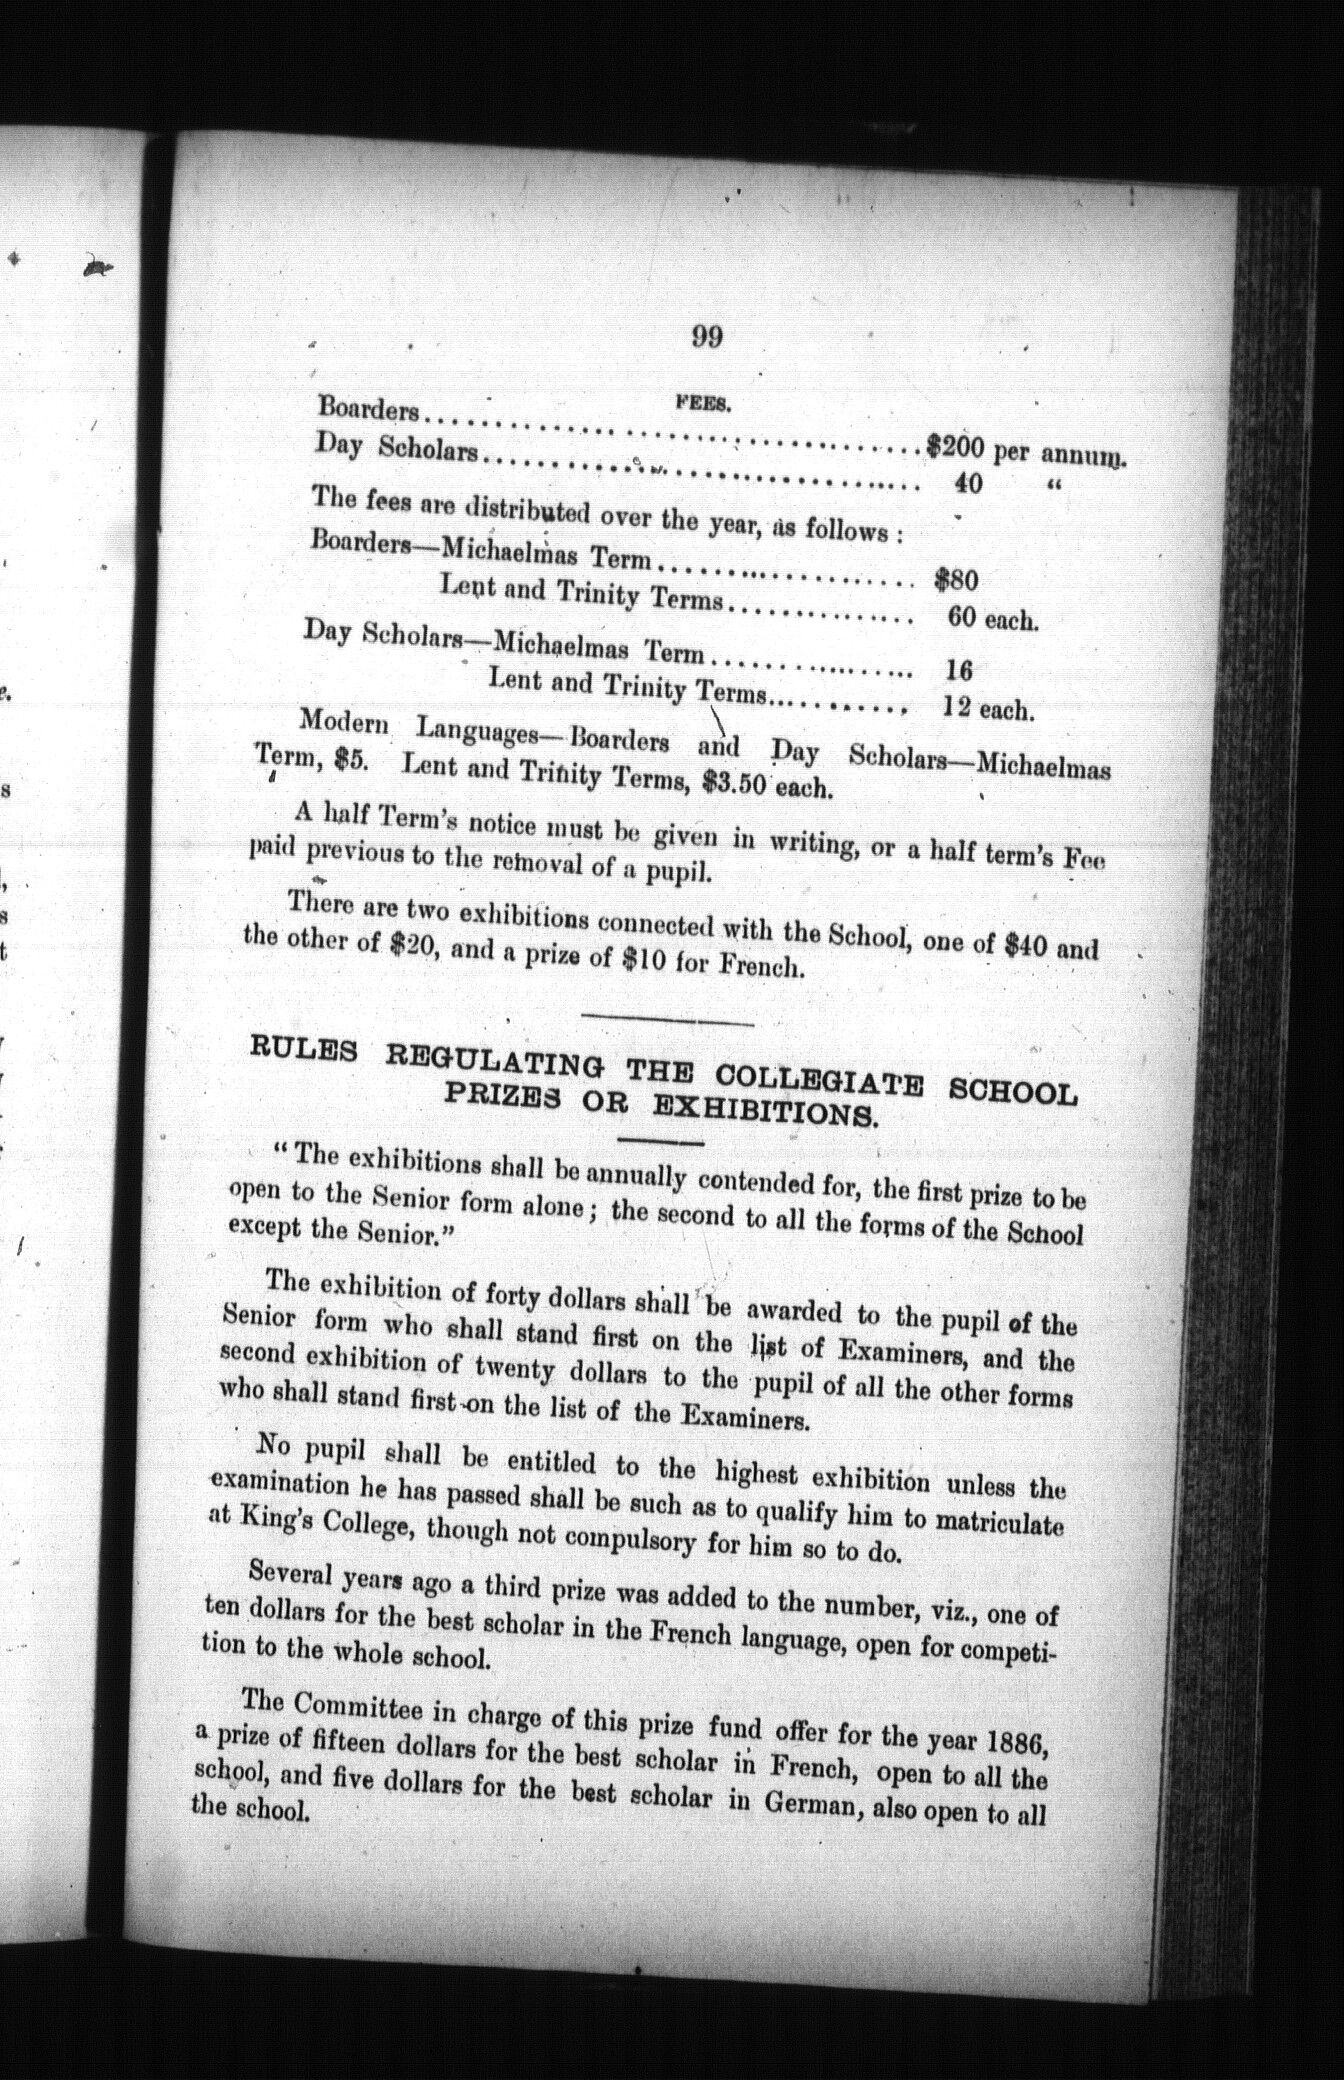 99
FEES.
Boarders........................................................$200 per annum.
Day Scholars................................................ 40 "
The fees are distributed over the year, as follows :
Boarders—Michaelmas Term............................ $80
Lent and Trinity Terms.................... 60 each.
Day Scholars—Michaelmas Term...................... 16
Lent and Trinity Terms............... 12 each.
Modern Languages—Boarders and Day Scholars—Michaelmas
Term, $5. Lent and Trinity Terms, $3.50 each.
A half Term's notice must be given in writing, or a half term's Fee
paid previous to the removal of a pupil.
There are two exhibitions connected with the School, one of $40 and
the other of $20, and a prize of $10 for French.
RULES REGULATING THE COLLEGIATE SCHOOL
PRIZES OR EXHIBITIONS.
"The exhibitions shall be annually contended for, the first prize to be
open to the Senior form alone; the second to all the forms of the School
except the Senior."
The exhibition of forty dollars shall be awarded to the pupil of the
Senior form who shall stand first on the list of Examiners, and the
second exhibition of twenty dollars to the pupil of all the other forms
who shall stand first on the list of the Examiners.
No pupil shall be entitled to the highest exhibition unless the
examination he has passed shall be such as to qualify him to matriculate
at King's College, though not compulsory for him so to do.
Several years ago a third prize was added to the number, viz., one of
ten dollars for the best scholar in the French language, open for competi-
tion to the whole school.
The Committee in charge of this prize fund offer for the year 1886,
a prize of fifteen dollars for the best scholar in French, open to all the
school, and five dollars for the best scholar in German, also open to all
the school.